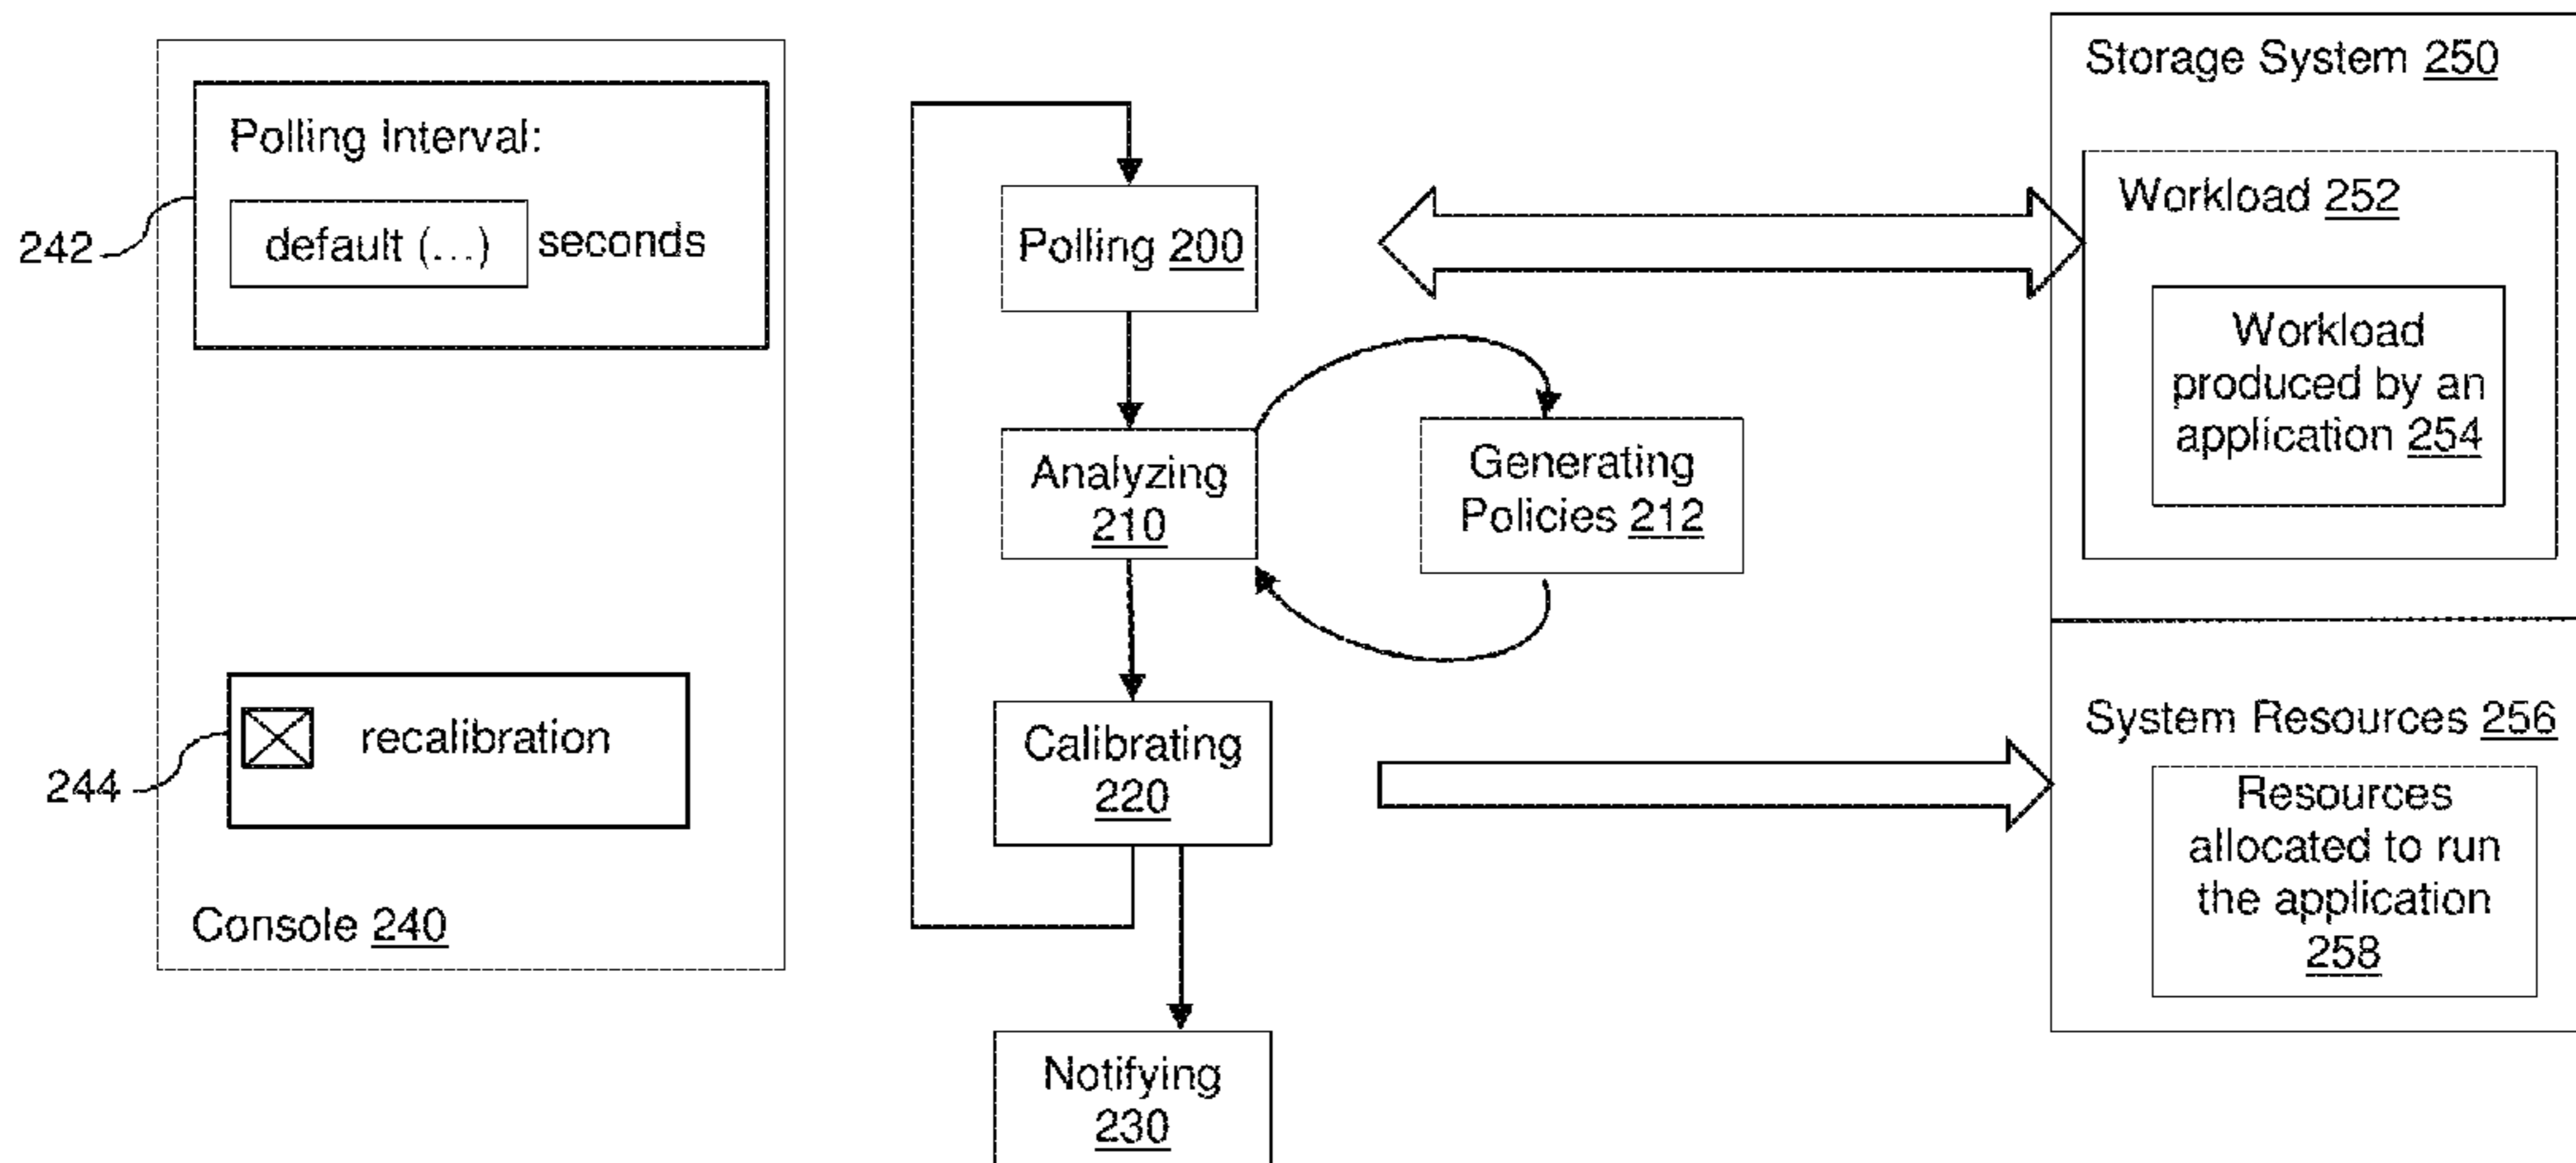 Polling Interval:
default (...) seconds
242
recalibration
244
Console 240
Polling 200
Analyzing
210
Generating
Policies 212
Calibrating
220
Notifying
230
Storage System 250
Workload 252
Workload
produced by an
application 254
System Resources 256
Resources
allocated to run
the application
258